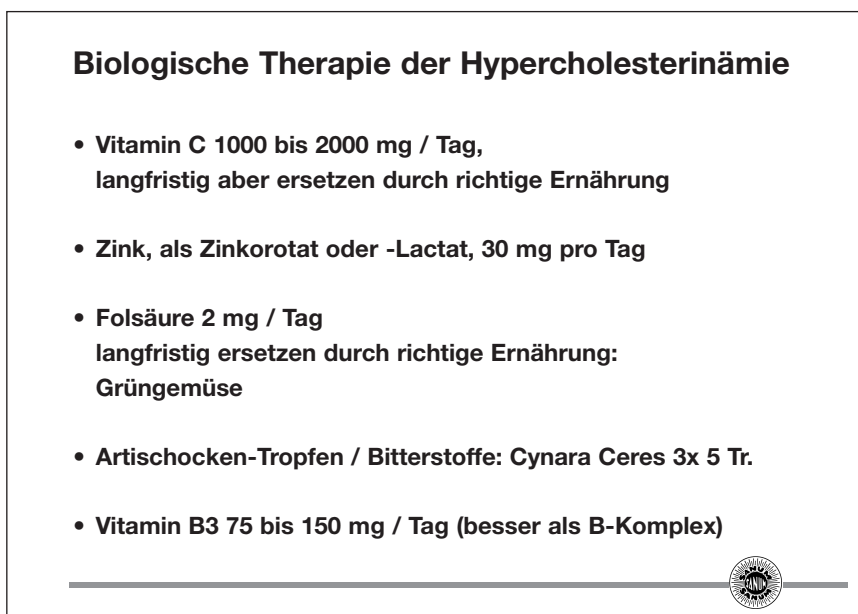 Biologische Therapie der Hypercholesterinämie
• Vitamin C 1000 bis 2000 mg / Tag,
langfristig aber ersetzen durch richtige Ernährung
• Zink, als Zinkorotat oder -Lactat, 30 mg pro Tag
• Folsäure 2 mg / Tag
langfristig ersetzen durch richtige Ernährung:
Grüngemüse
• Artischocken-Tropfen / Bitterstoffe: Cynara Ceres 3x 5 Tr.
• Vitamin B3 75 bis 150 mg / Tag (besser als B-Komplex)